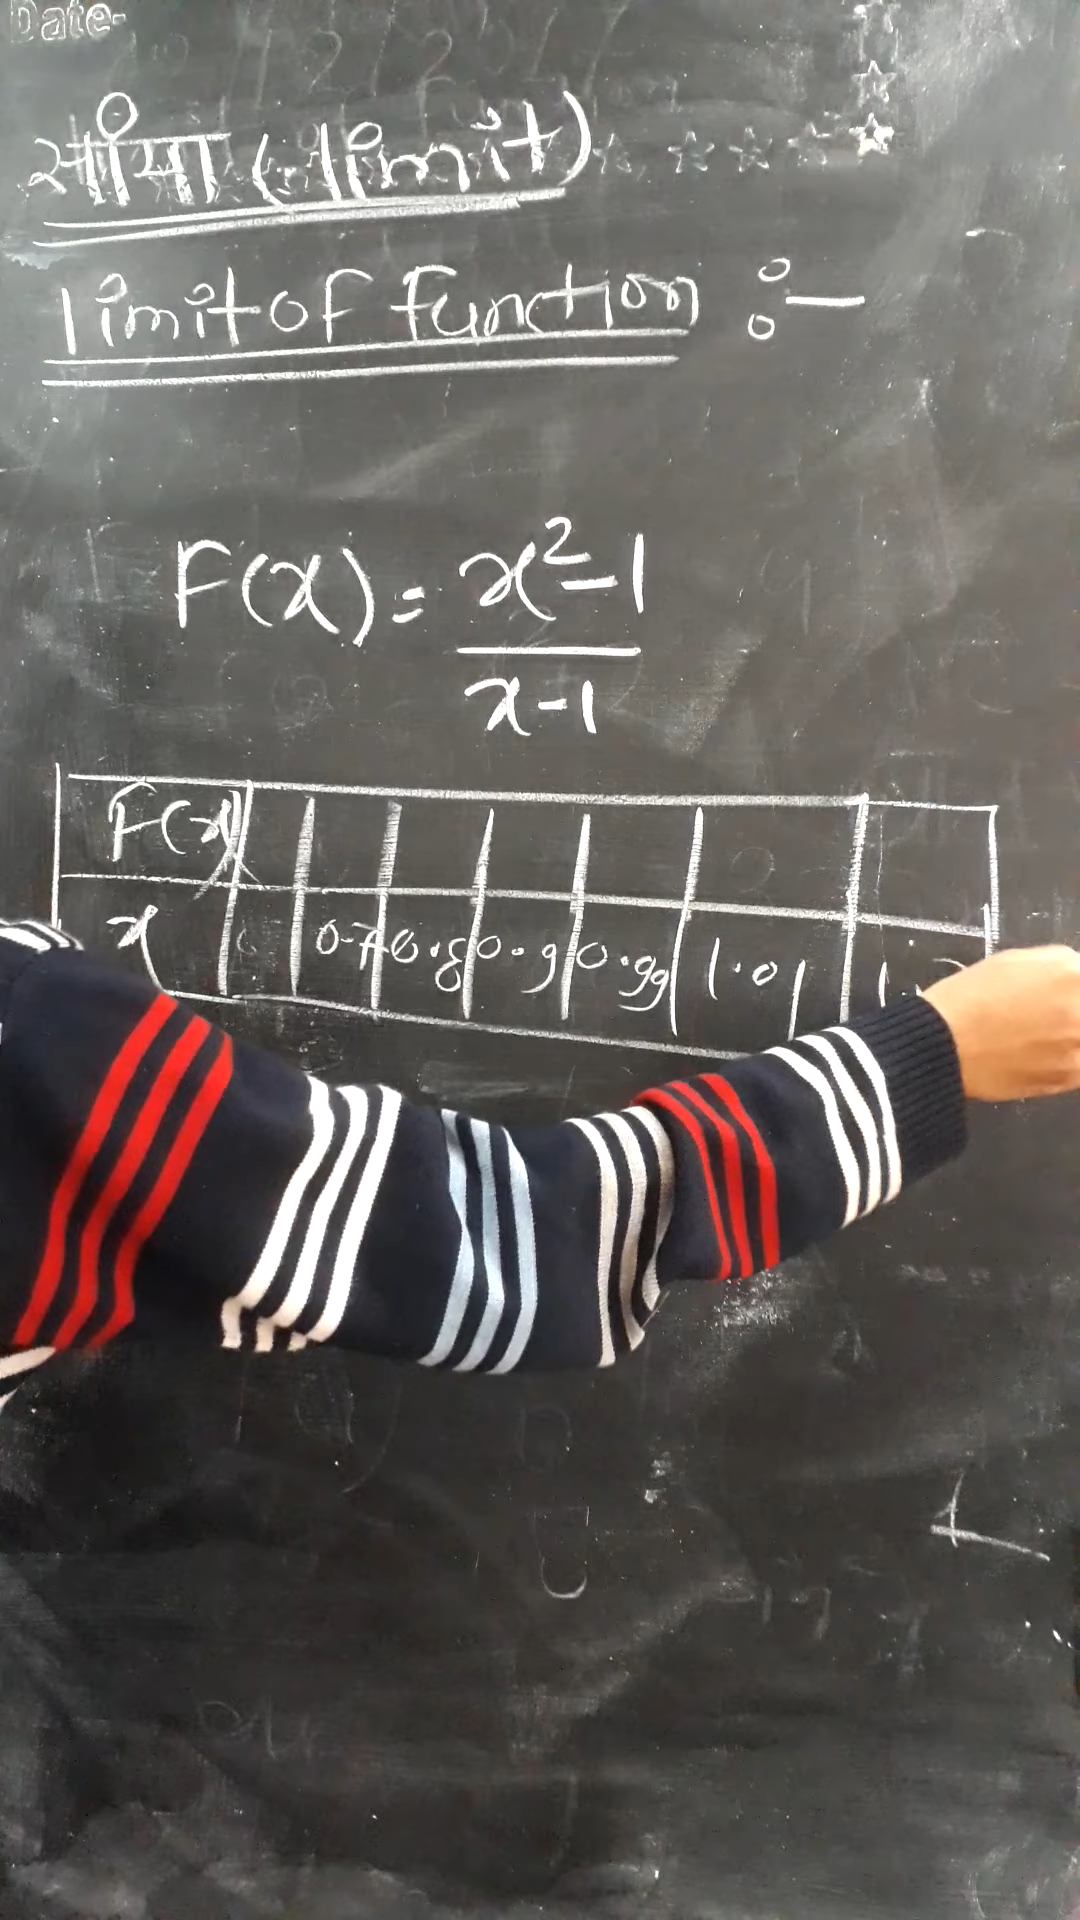 Date-
सीमा (limit)
limit of function :-
F(x) = x²-1
x-1
F(x)
x 0.7 0.8 0.9 0.99 1.01